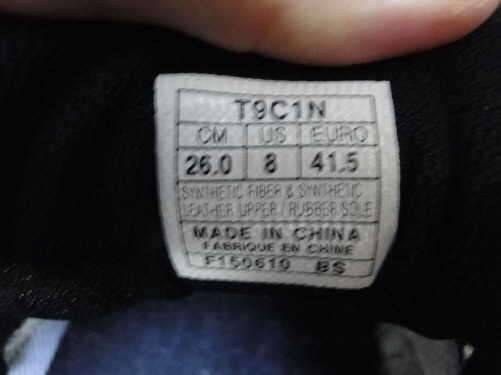 T9C1N
CM US EURO
26.0 8 41.5
SYNTHETIC FIBER & SYNTHETIC
LEATHER UPPER / RUBBER SOLE
MADE IN CHINA
FABRIQUE EN CHINE
F150610 BS